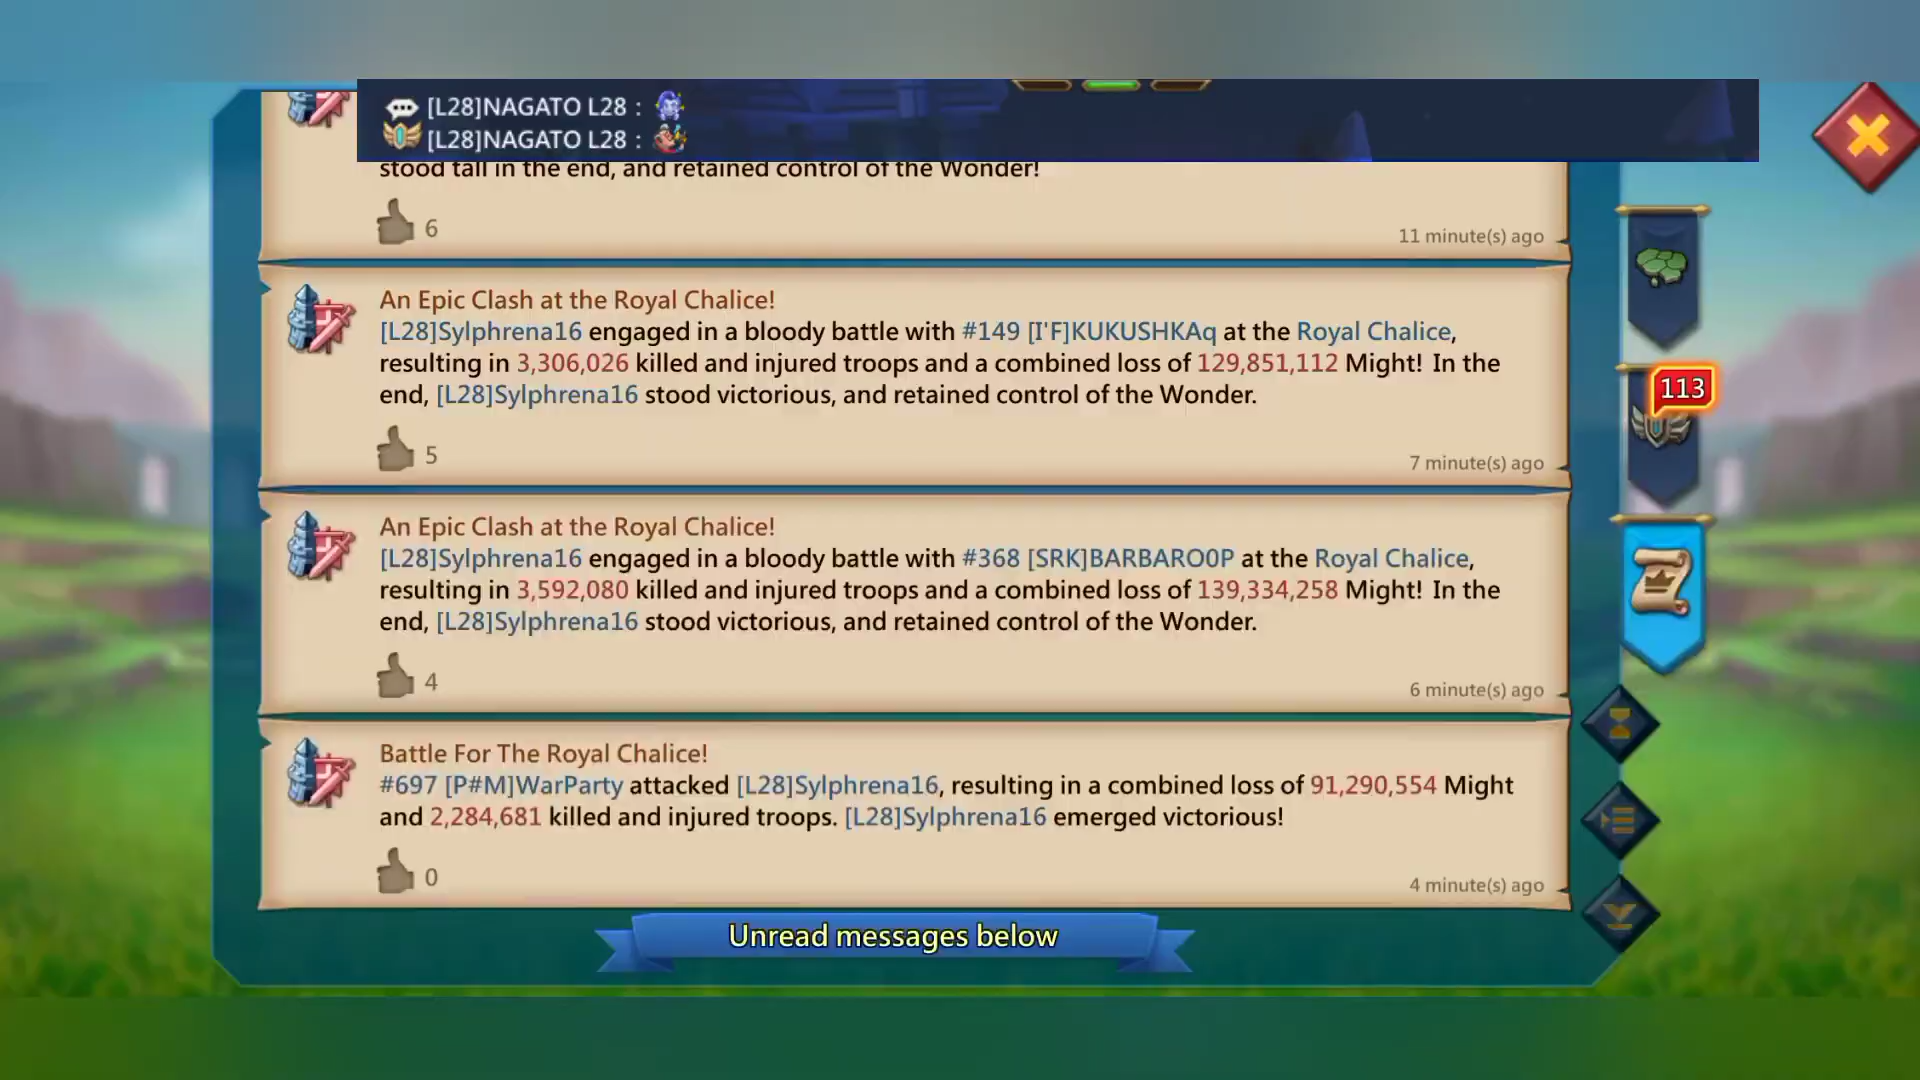 [L28]NAGATO L28 :
[L28]NAGATO L28 :
stood tall in the end, and retained control of the Wonder!
6
11 minute(s) ago
An Epic Clash at the Royal Chalice!
[L28]Sylphrena16 engaged in a bloody battle with #149 [I'F]KUKUSHKAq at the Royal Chalice,
resulting in 3,306,026 killed and injured troops and a combined loss of 129,851,112 Might! In the
end, [L28]Sylphrena16 stood victorious, and retained control of the Wonder.
5
7 minute(s) ago
113
An Epic Clash at the Royal Chalice!
[L28]Sylphrena16 engaged in a bloody battle with #368 [SRK]BARBARO0P at the Royal Chalice,
resulting in 3,592,080 killed and injured troops and a combined loss of 139,334,258 Might! In the
end, [L28]Sylphrena16 stood victorious, and retained control of the Wonder.
4
6 minute(s) ago
Battle For The Royal Chalice!
#697 [P#M]WarParty attacked [L28]Sylphrena16, resulting in a combined loss of 91,290,554 Might
and 2,284,681 killed and injured troops. [L28]Sylphrena16 emerged victorious!
0
4 minute(s) ago
Unread messages below